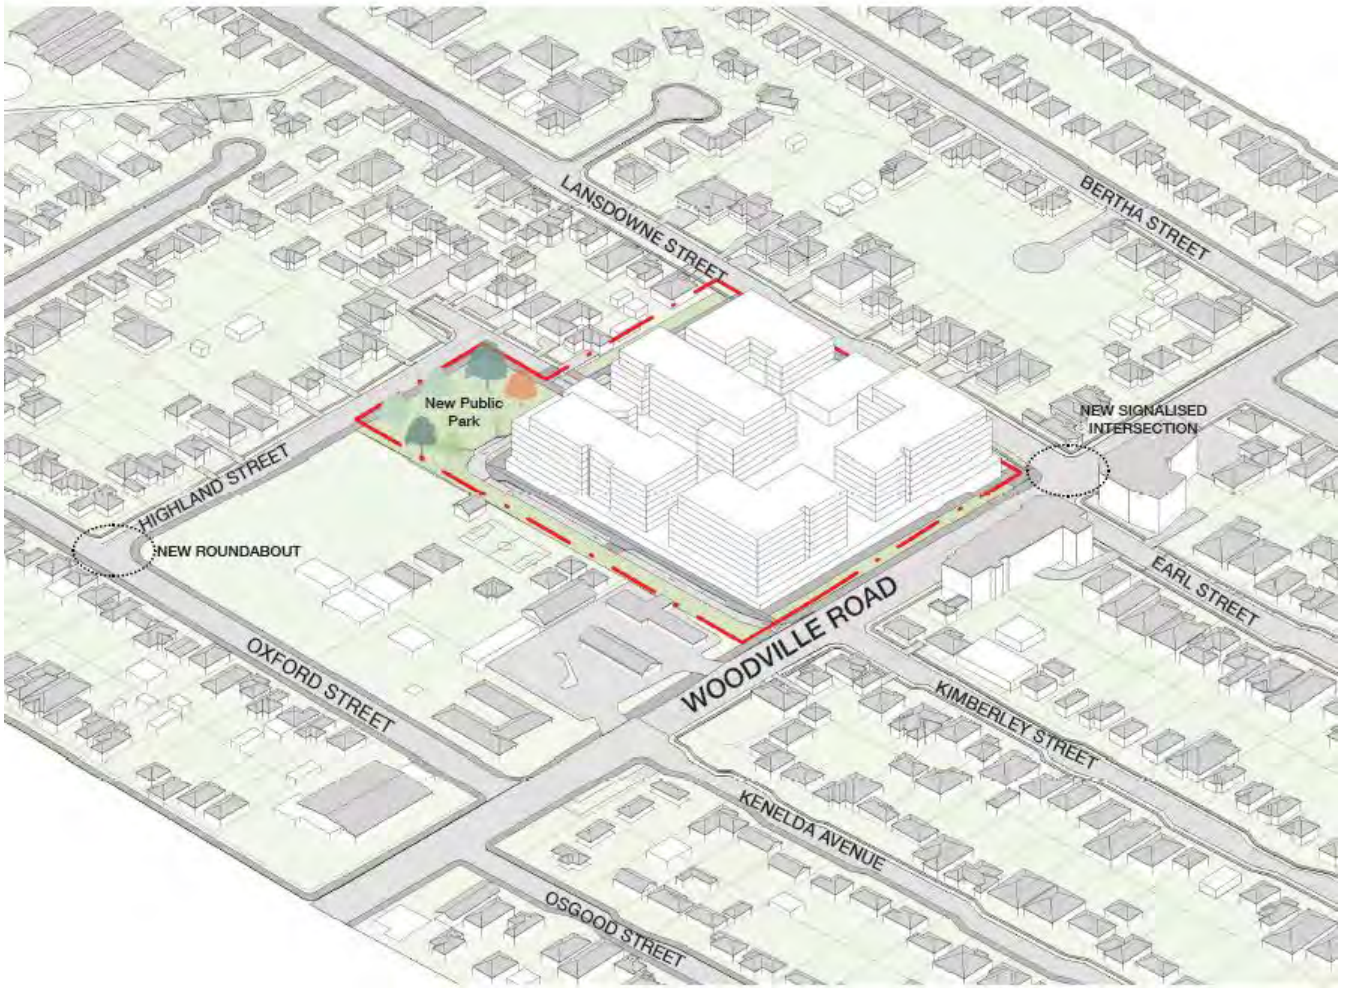 LANSDOWNE STREET
BERTHA STREET
New Public
Park
NEW SIGNALISED
INTERSECTION
HIGHLAND STREET
NEW ROUNDABOUT
EARL STREET
WOODVILLE ROAD
OXFORD STREET
KIMBERLEY STREET
KENELDA AVENUE
OSGOOD STREET